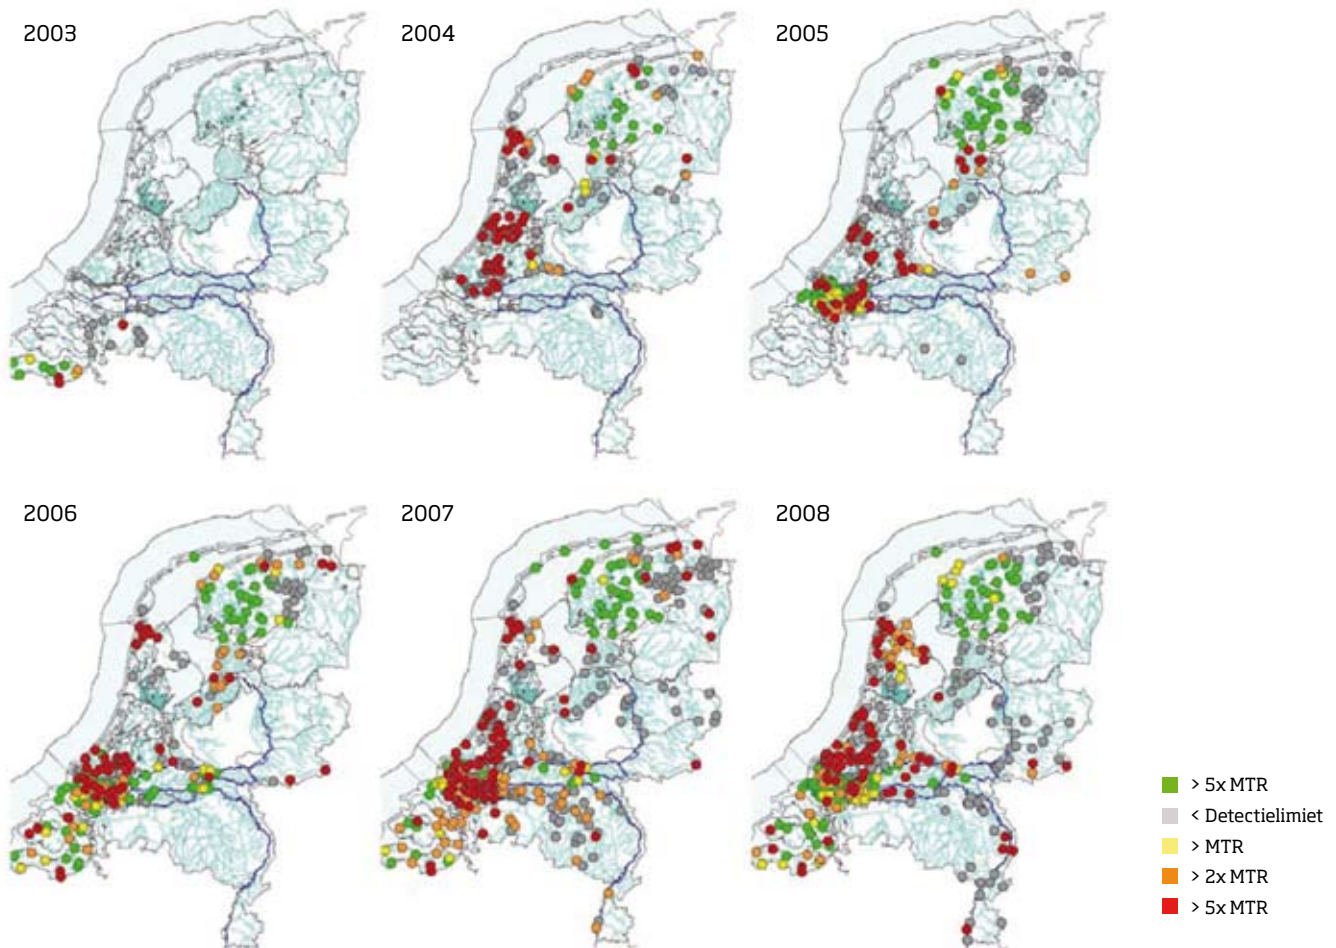 2003
2004
2005
2006
2007
2008
> 5x MTR
< Detectielimiet
> MTR
> 2x MTR
> 5x MTR